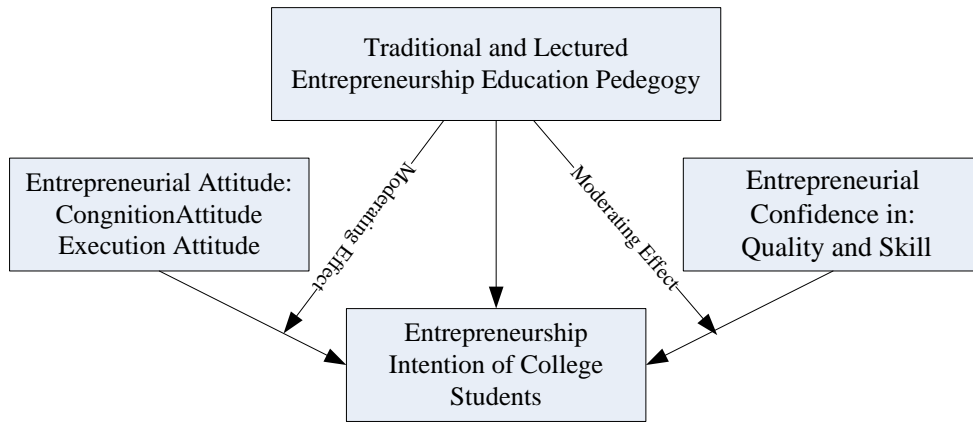 Traditional and Lectured
Entrepreneurship Education Pedegogy
Entrepreneurial Attitude:
CongnitionAttitude
Execution Attitude
Moderating Effect
Moderating Effect
Entrepreneurial
Confidence in:
Quality and Skill
Entrepreneurship
Intention of College
Students